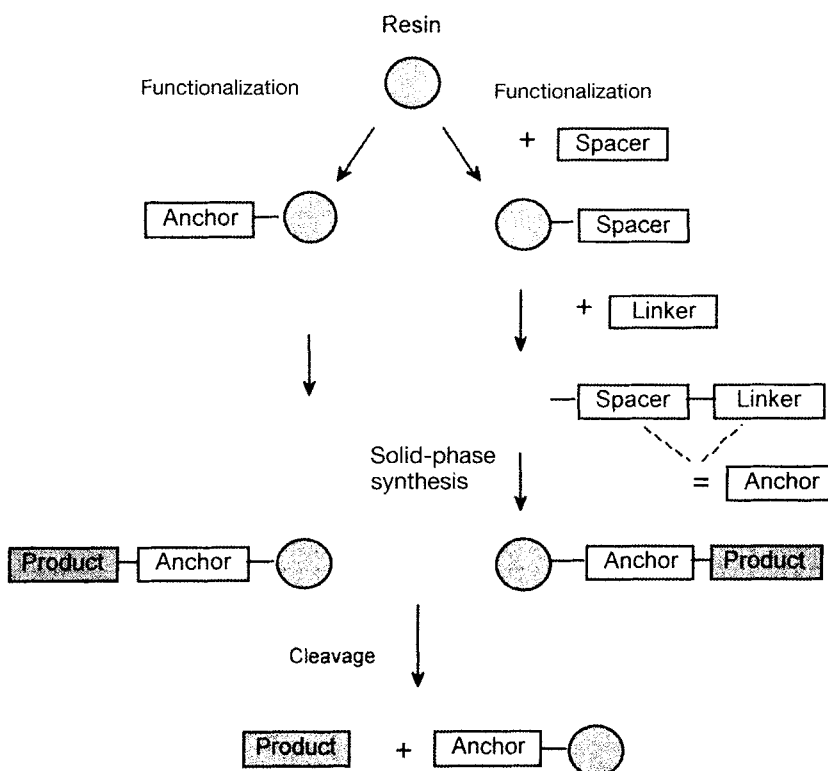 Resin
Functionalization
Functionalization
+ Spacer
Anchor
Spacer
+ Linker
Spacer Linker
Solid-phase
synthesis
= Anchor
Product Anchor
Anchor Product
Cleavage
Product + Anchor